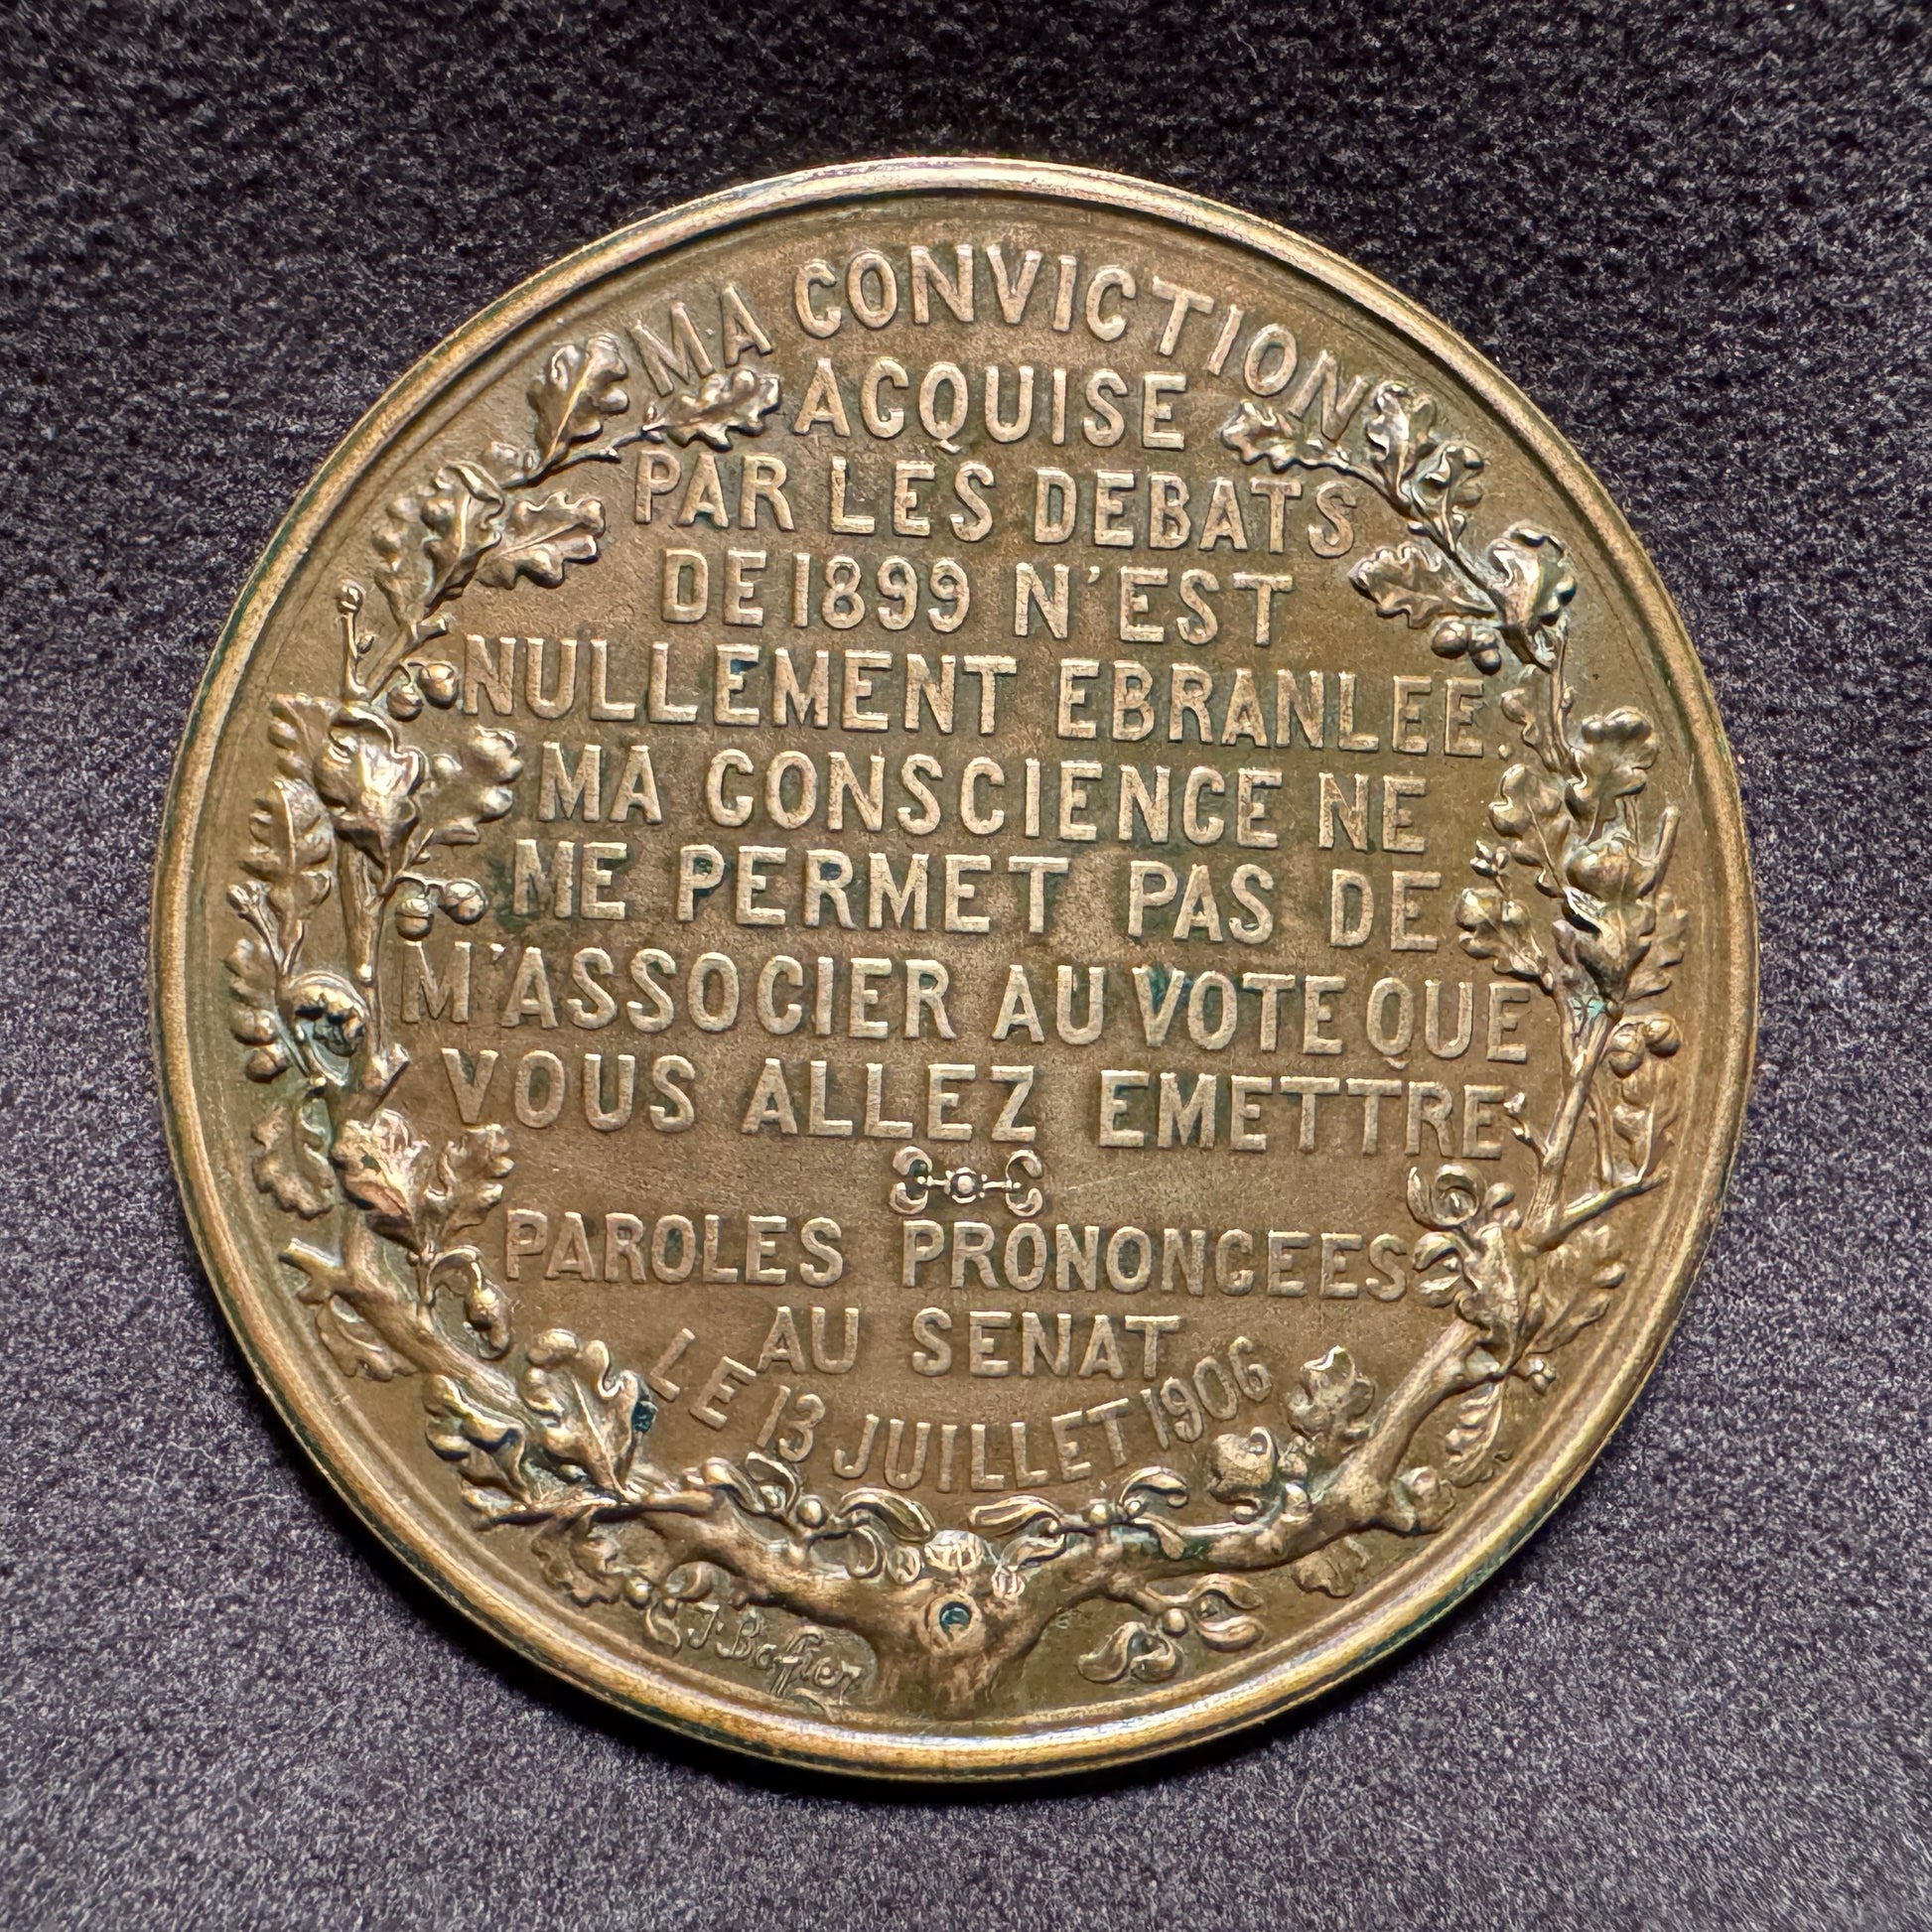 MA CONVICTION
ACQUISE
PAR LES DEBATS
DE 1899 N'EST
NULLEMENT EBRANLEE.
MA CONSCIENCE NE
ME PERMET PAS DE
M'ASSOCIER AU VOTE QUE
VOUS ALLEZ EMETTRE
PAROLES PRONONCEES
AU SENAT
LE 13 JUILLET 1906
J. Baffier